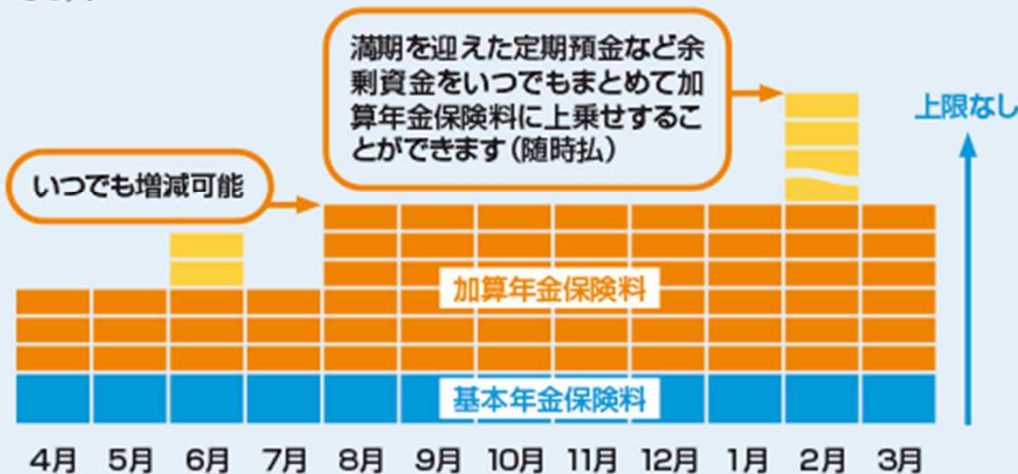 満期を迎えた定期預金など余
剰資金をいつでもまとめて加
算年金保険料に上乗せするこ
とができます(随時払)
上限なし
いつでも増減可能
加算年金保険料
基本年金保険料
4月 5月 6月 7月 8月 9月 10月 11月 12月 1月 2月 3月